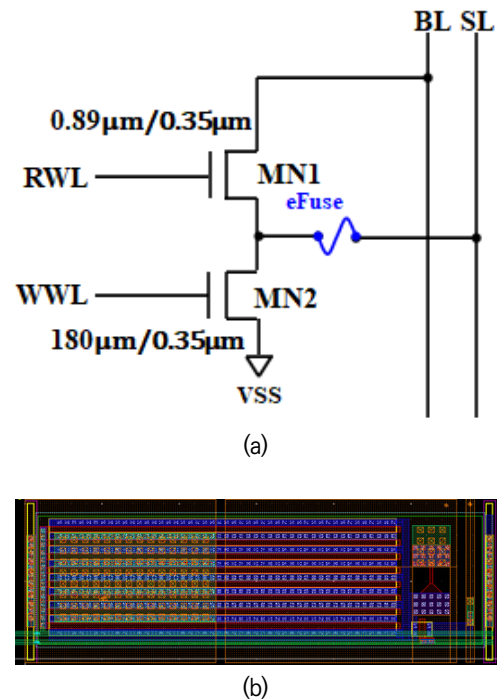 BL SL
0.89μm/0.35μm
RWL
MN1
eFuse
WWL
MN2
180μm/0.35μm
VSS
(a)
(b)